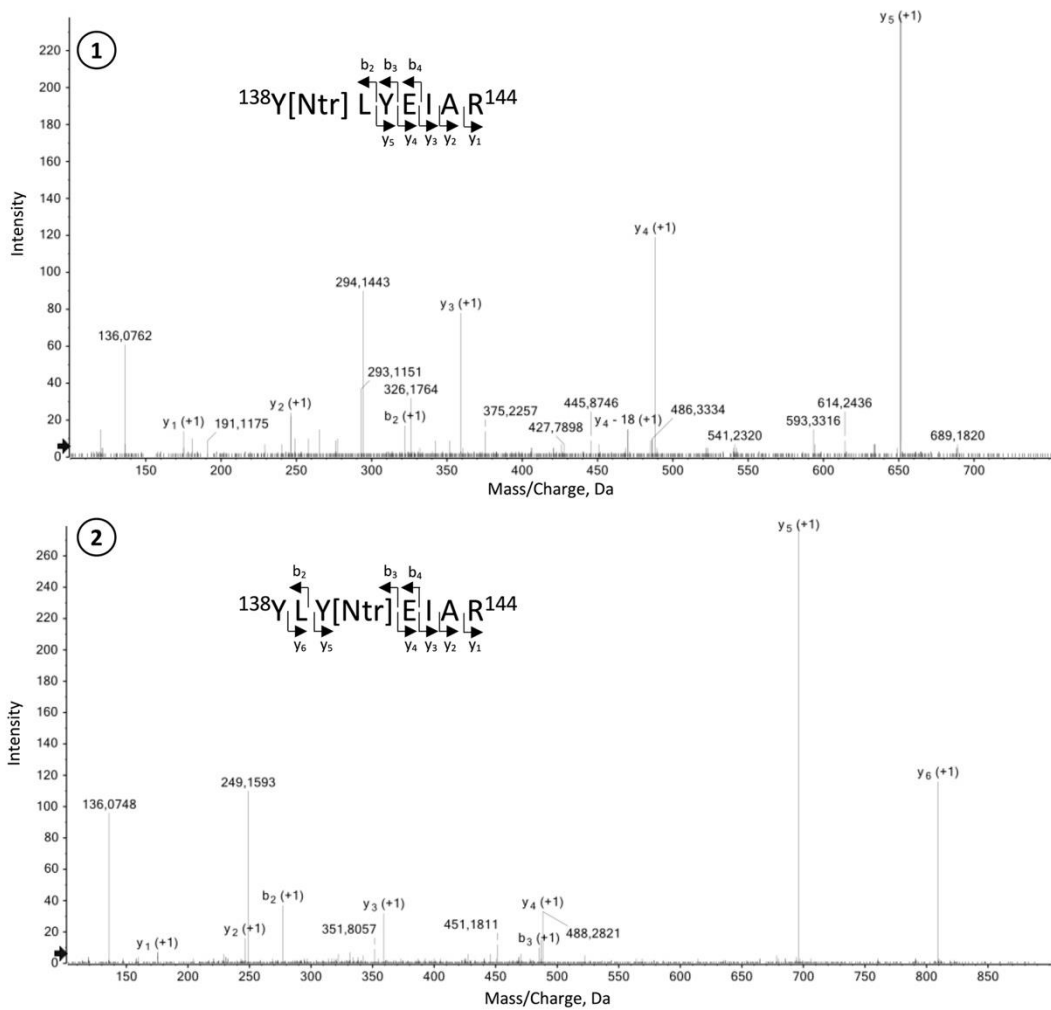 1
b₂ b₃ b₄
¹³⁸Y[Ntr] L Y E I A R¹⁴⁴
y₅ y₄ y₃ y₂ y₁
y₅ (+1)
y₄ (+1)
294,1443
y₃ (+1)
136,0762
293,1151
326,1764
y₂ (+1)
b₂ (+1)
y₁ (+1)
191,1175
375,2257
445,8746
427,7898
y₄ - 18 (+1)
486,3334
541,2320
593,3316
614,2436
689,1820
Intensity
220
200
180
160
140
120
100
80
60
40
20
0
150 200 250 300 350 400 450 500 550 600 650 700
Mass/Charge, Da
2
b₂ b₃ b₄
¹³⁸Y L Y[Ntr] E I A R¹⁴⁴
y₆ y₅ y₄ y₃ y₂ y₁
y₅ (+1)
y₆ (+1)
249,1593
136,0748
b₂ (+1)
y₃ (+1)
y₄ (+1)
y₂ (+1)
y₁ (+1)
351,8057
451,1811
b₃ (+1)
488,2821
Intensity
260
240
220
200
180
160
140
120
100
80
60
40
20
0
150 200 250 300 350 400 450 500 550 600 650 700 750 800 850
Mass/Charge, Da